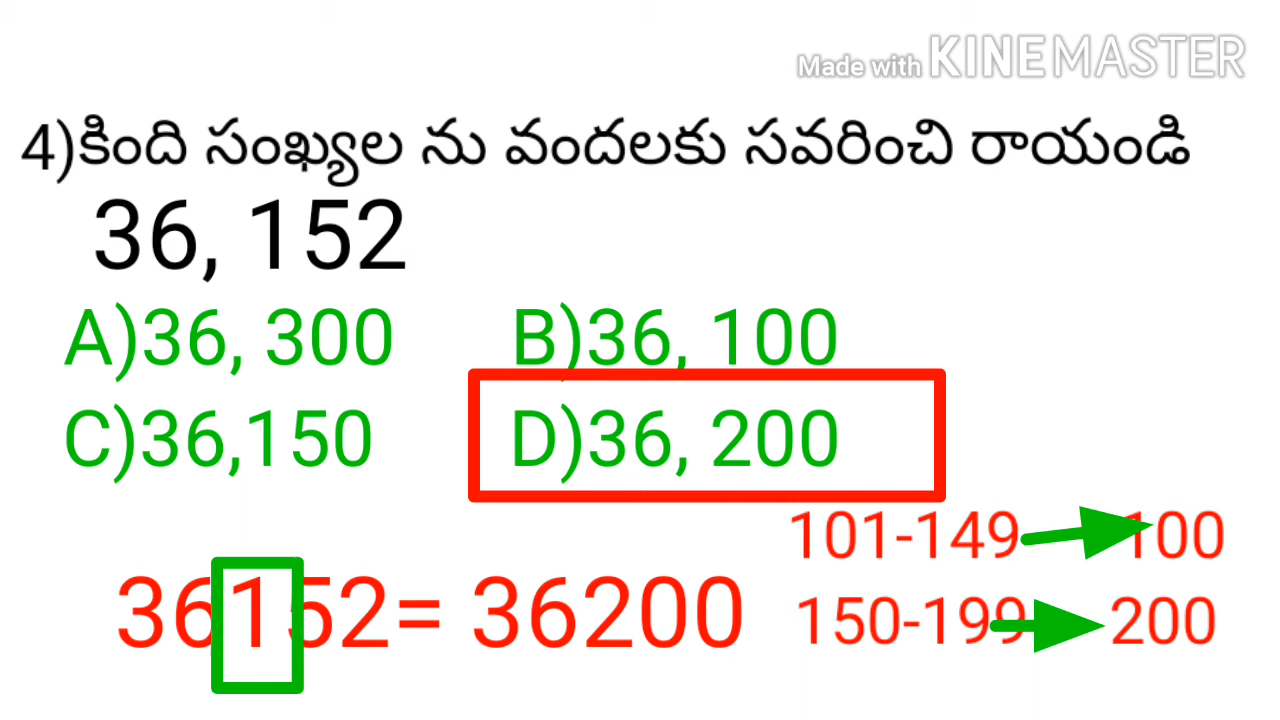 Made with KINEMASTER
4)కింది సంఖ్యల ను వందలకు సవరించి రాయండి
36, 152
A)36, 300 B)36, 100
C)36,150 D)36, 200
101-149 100
36152= 36200
150-199 200